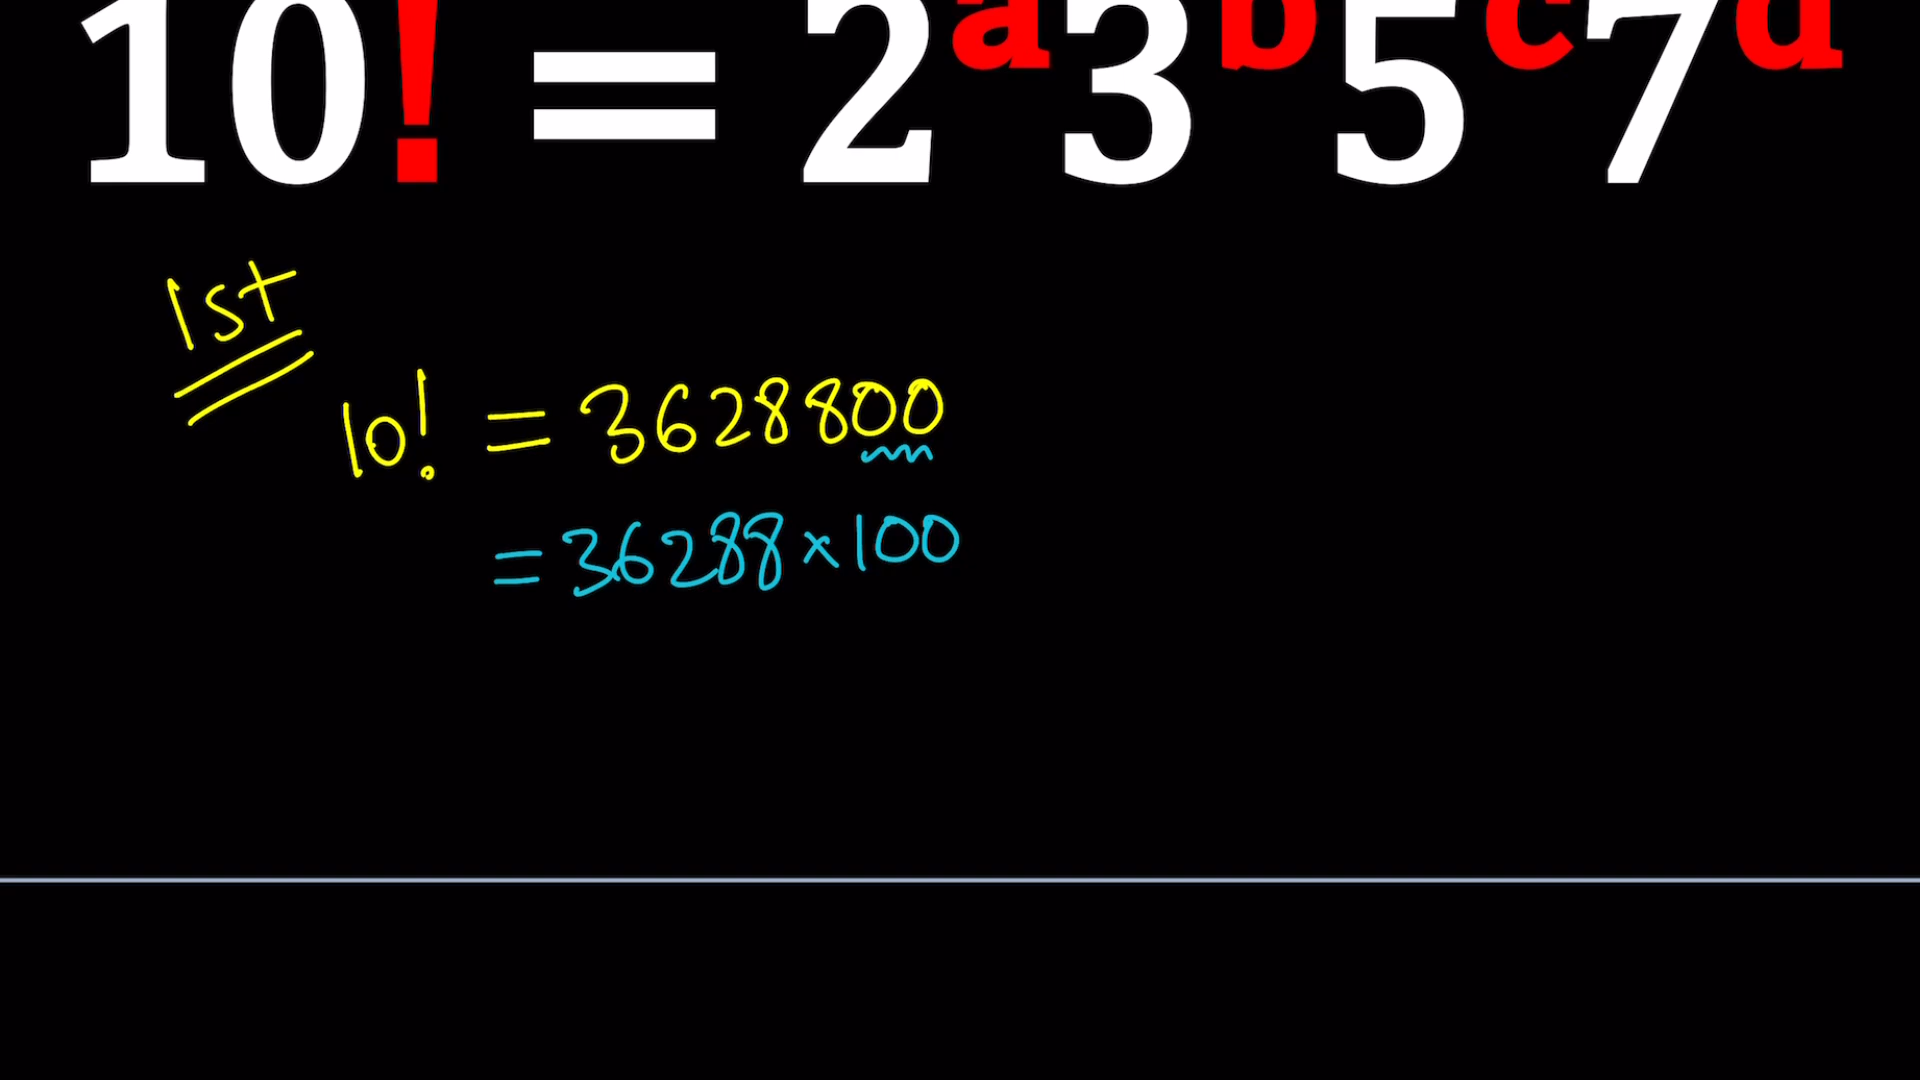 10! = 2ᵃ3ᵇ5ᶜ7ᵈ
1st
10! = 3628800
= 36288×100